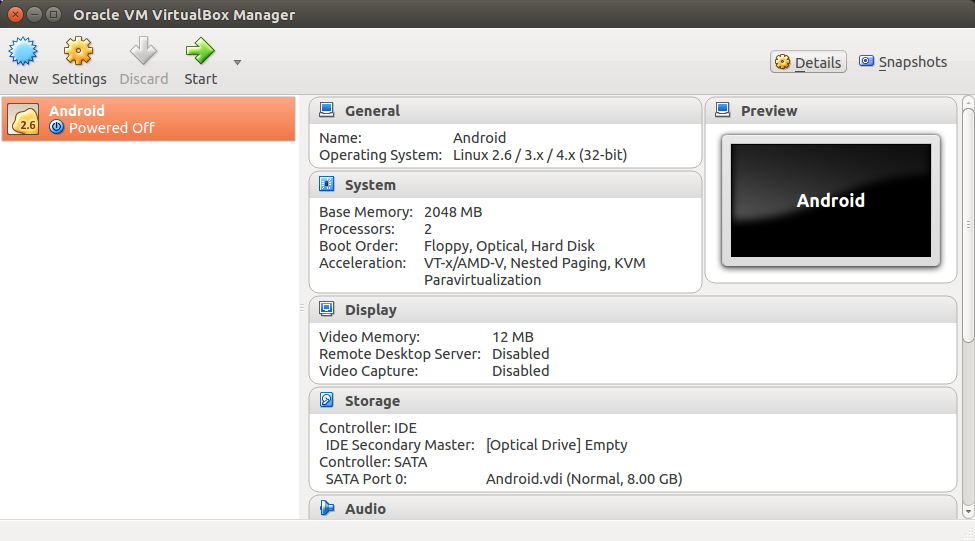 Oracle VM VirtualBox Manager
New Settings Discard Start
Details Snapshots
2.6
Android
Powered Off
General
Name: Android
Operating System: Linux 2.6 / 3.x / 4.x (32-bit)
System
Base Memory: 2048 MB
Processors: 2
Boot Order: Floppy, Optical, Hard Disk
Acceleration: VT-x/AMD-V, Nested Paging, KVM
Paravirtualization
Preview
Android
Display
Video Memory: 12 MB
Remote Desktop Server: Disabled
Video Capture: Disabled
Storage
Controller: IDE
IDE Secondary Master: [Optical Drive] Empty
Controller: SATA
SATA Port 0: Android.vdi (Normal, 8.00 GB)
Audio